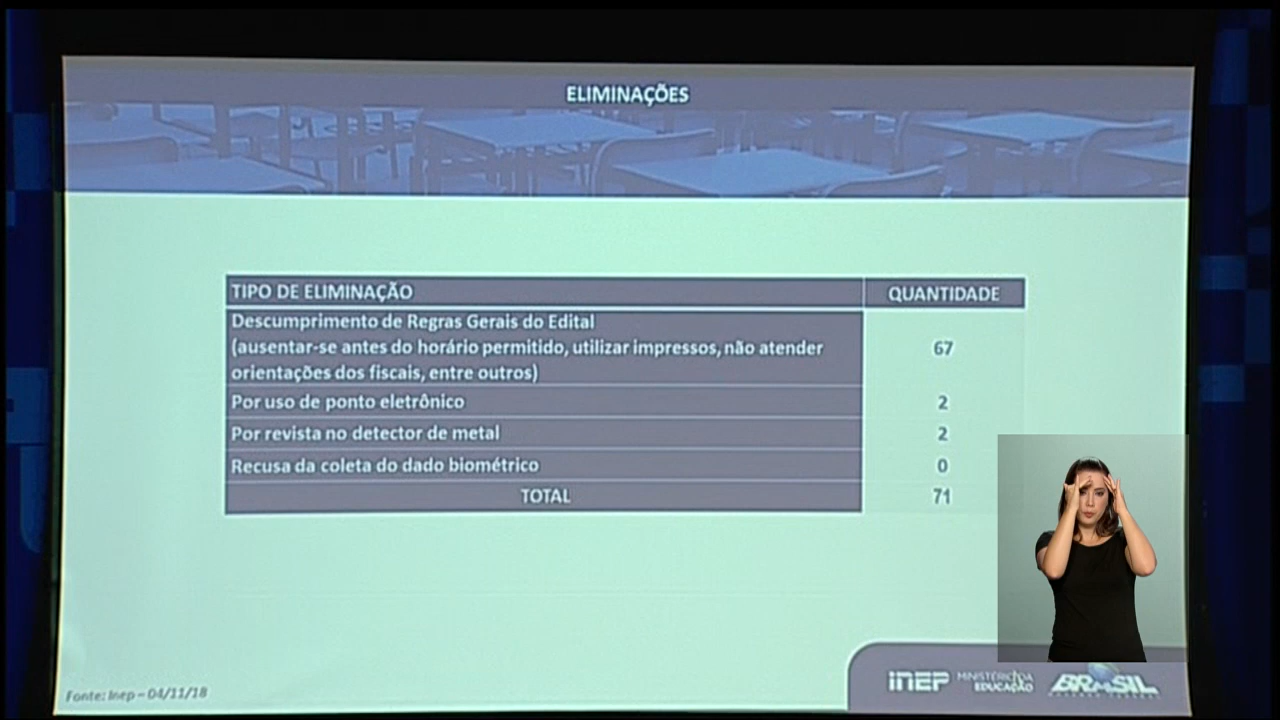 ELIMINAÇÕES
TIPO DE ELIMINAÇÃO QUANTIDADE
Descumprimento de Regras Gerais do Edital
(ausentar-se antes do horário permitido, utilizar impressos, não atender 67
orientações dos fiscais, entre outros)
Por uso de ponto eletrônico 2
Por revista no detector de metal 2
Recusa da coleta do dado biométrico 0
TOTAL 71
Fonte: Inep – 04/11/18
INEP MINISTÉRIO DA
EDUCAÇÃO BRASIL